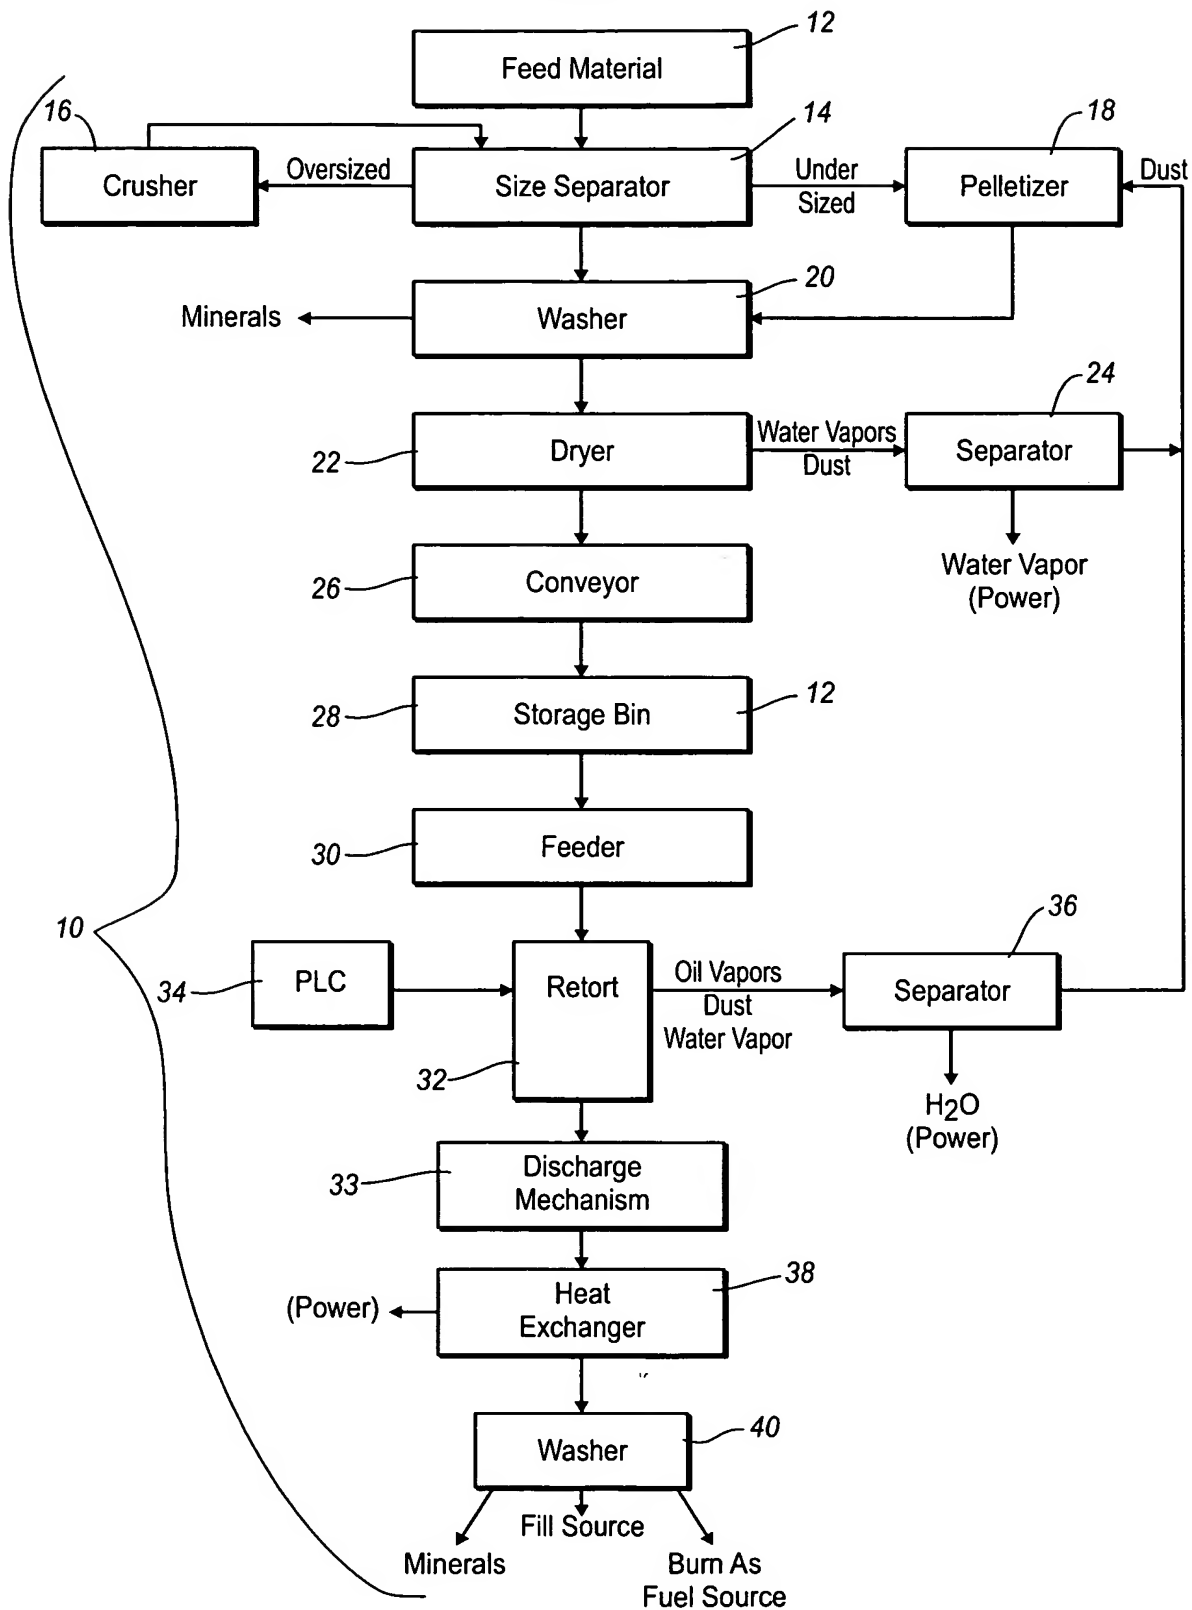 12
Feed Material
16
14
18
Crusher
Oversized
Size Separator
Under
Sized
Pelletizer
Dust
20
Minerals
Washer
24
22
Dryer
Water Vapors
Dust
Separator
Water Vapor
(Power)
26
Conveyor
12
28
Storage Bin
30
Feeder
10
36
34
PLC
Retort
32
Oil Vapors
Dust
Water Vapor
Separator
H2O
(Power)
33
Discharge
Mechanism
38
(Power)
Heat
Exchanger
40
Washer
Fill Source
Minerals
Burn As
Fuel Source